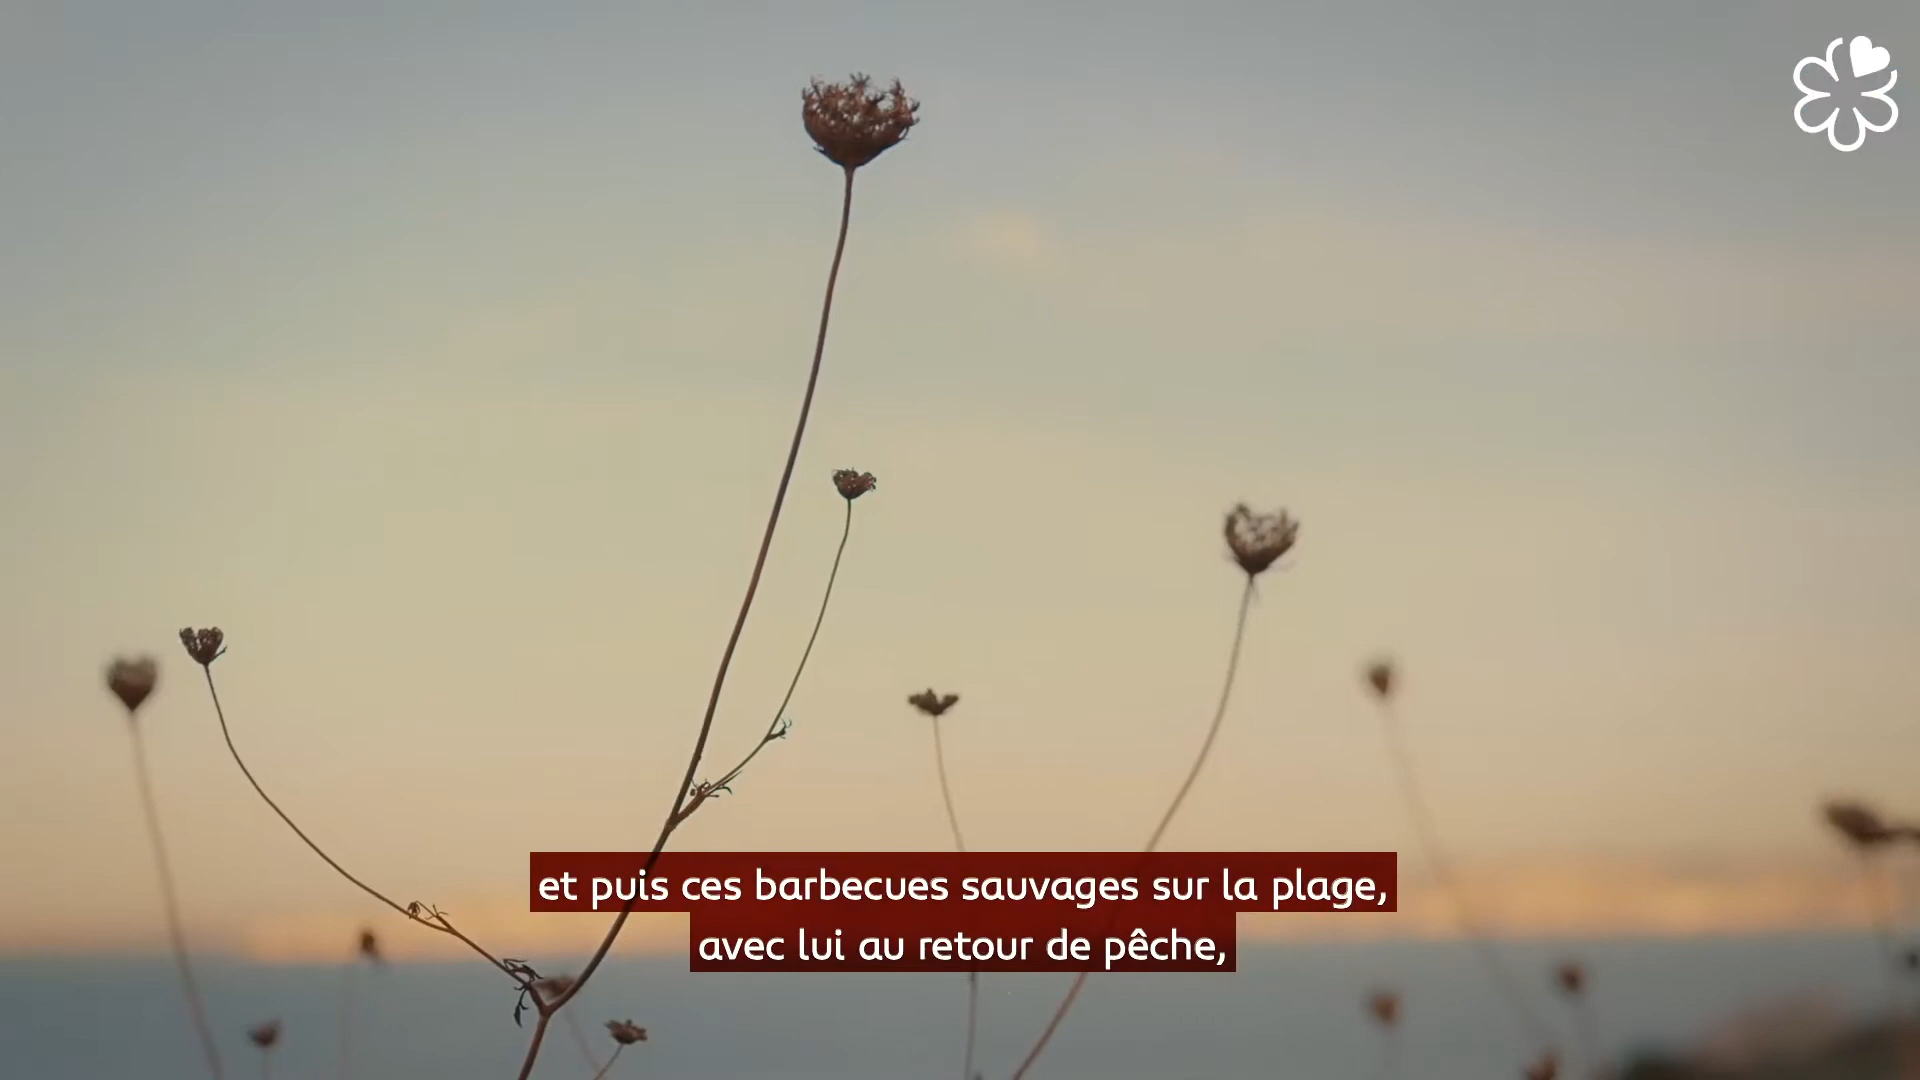 et puis ces barbecues sauvages sur la plage,
avec lui au retour de pêche,